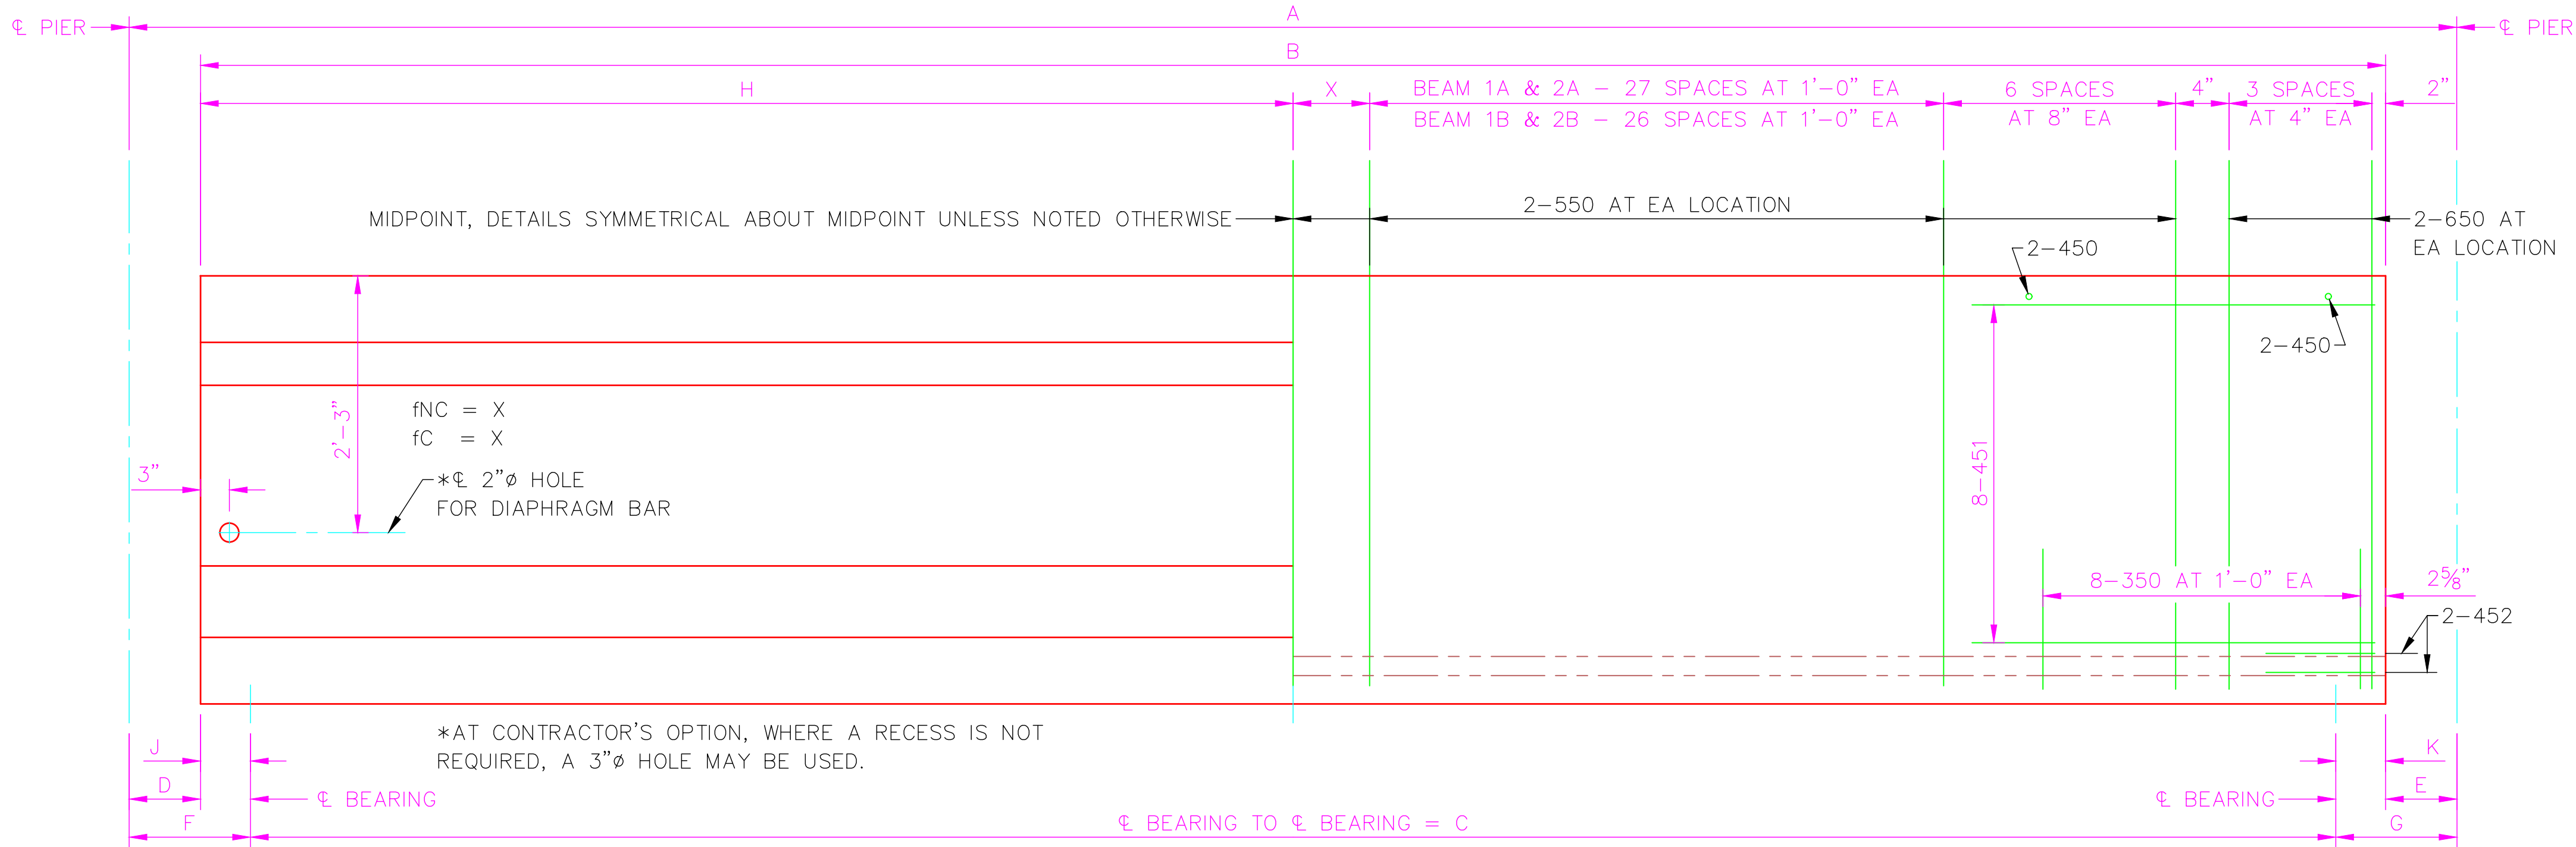 A
℄ PIER
℄ PIER
B
H
X
BEAM 1A & 2A – 27 SPACES AT 1'–0" EA
BEAM 1B & 2B – 26 SPACES AT 1'–0" EA
6 SPACES
AT 8" EA
4"
3 SPACES
AT 4" EA
2"
MIDPOINT, DETAILS SYMMETRICAL ABOUT MIDPOINT UNLESS NOTED OTHERWISE
2–550 AT EA LOCATION
2–650 AT
EA LOCATION
2–450
2–450
2'–3"
fNC = X
fC = X
3"
*℄ 2"ø HOLE
FOR DIAPHRAGM BAR
8–451
8–350 AT 1'–0" EA
2⅝"
2–452
*AT CONTRACTOR'S OPTION, WHERE A RECESS IS NOT
REQUIRED, A 3"ø HOLE MAY BE USED.
J
K
D
E
℄ BEARING
℄ BEARING
F
℄ BEARING TO ℄ BEARING = C
G